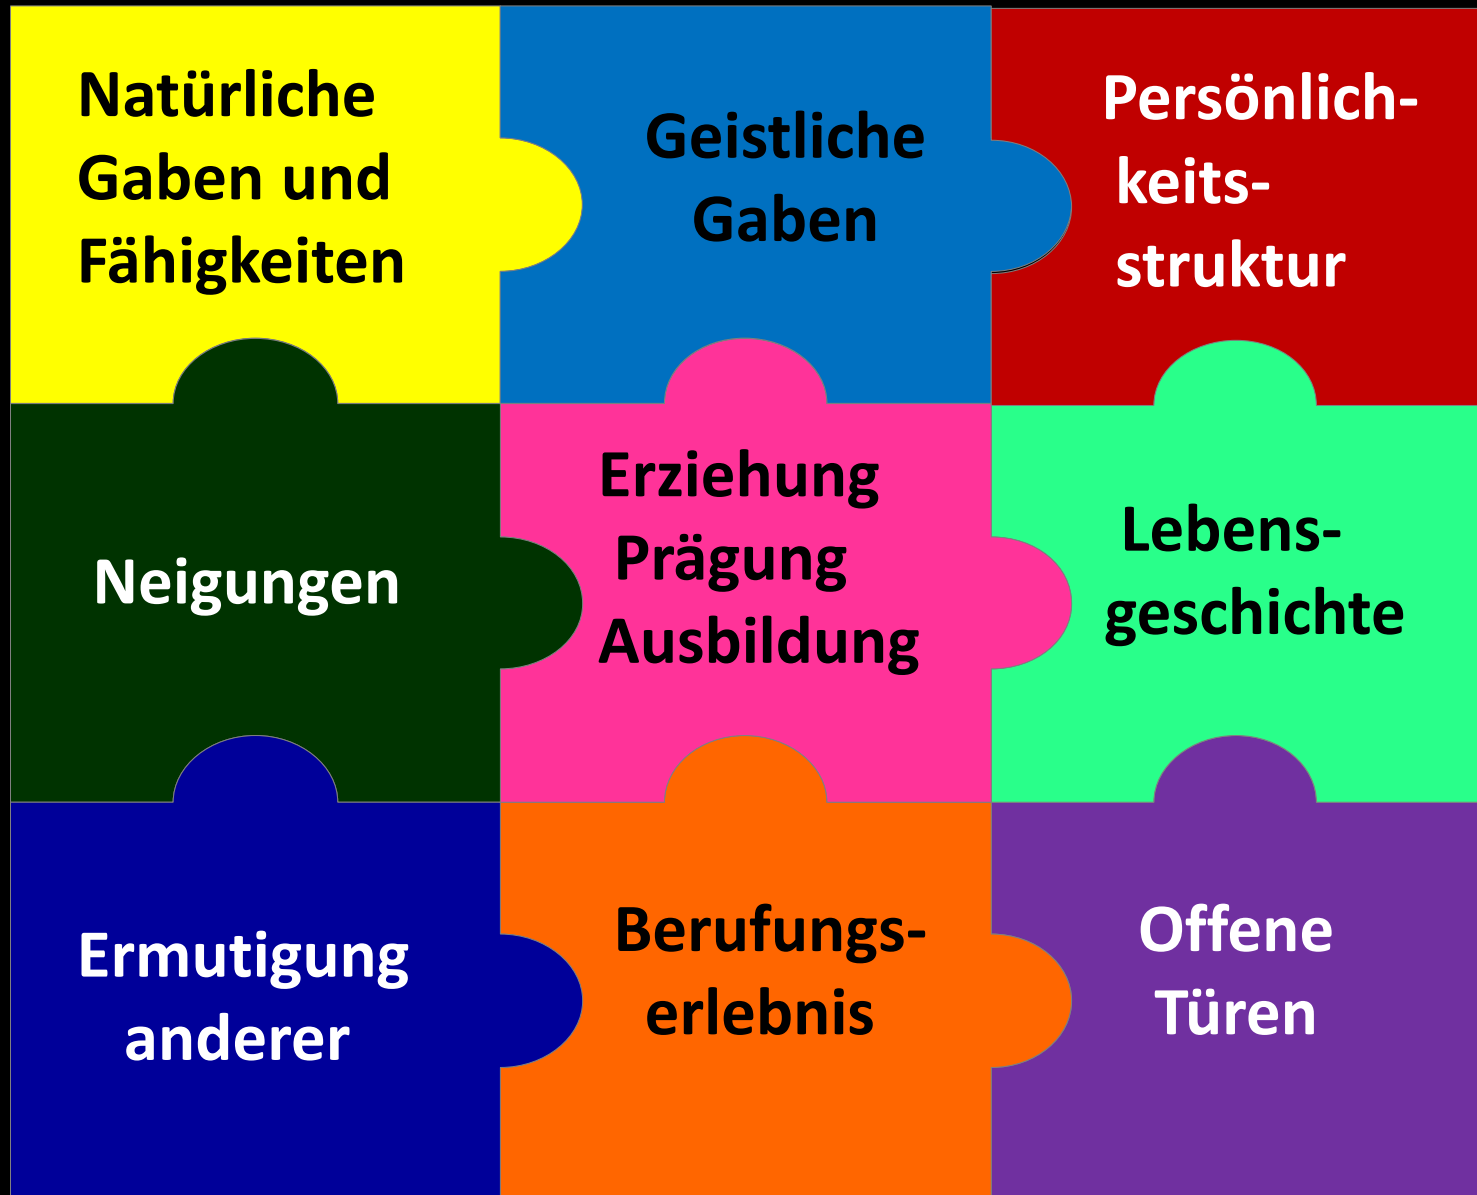 Natürliche
Gaben und
Fähigkeiten
Geistliche
Gaben
Persönlich-
keits-
struktur
Neigungen
Erziehung
Prägung
Ausbildung
Lebens-
geschichte
Ermutigung
anderer
Berufungs-
erlebnis
Offene
Türen